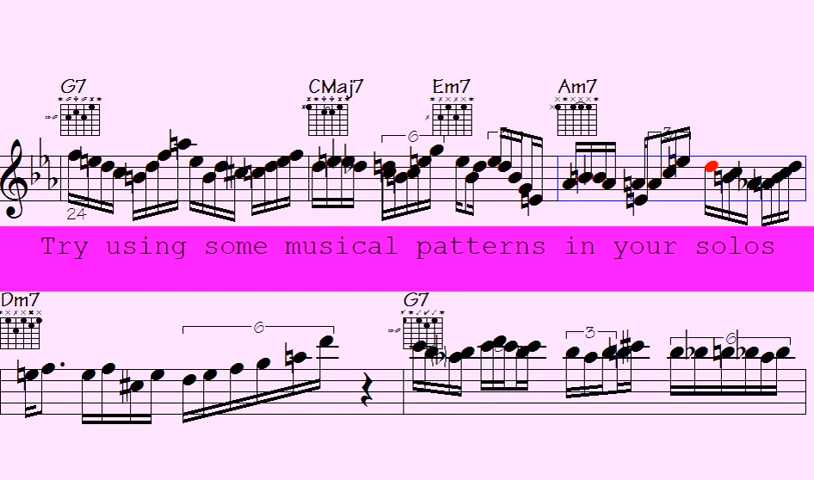 G7 CMaj7 Em7 Am7
6 3 3
24
Try using some musical patterns in your solos
Dm7 G7
6 3 6